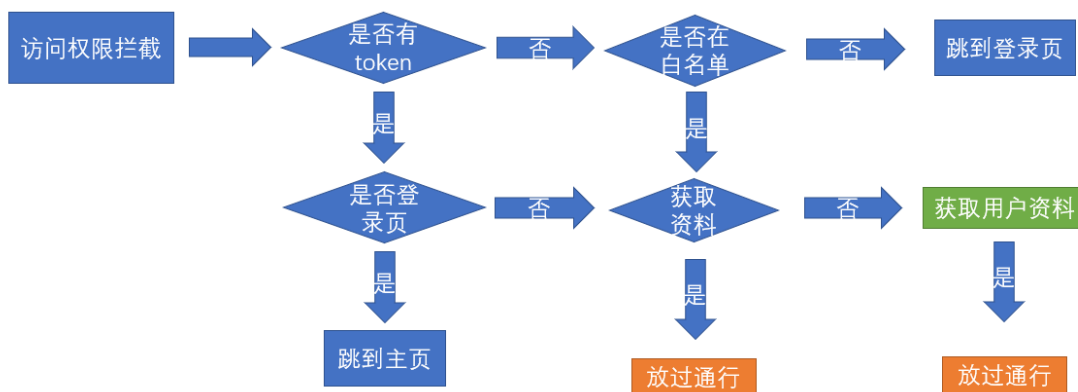 访问权限拦截
是否有
token
否
是否在
白名单
否
跳到登录页
是
是
是否登
录页
否
获取
资料
否
获取用户资料
是
是
是
跳到主页
放过通行
放过通行